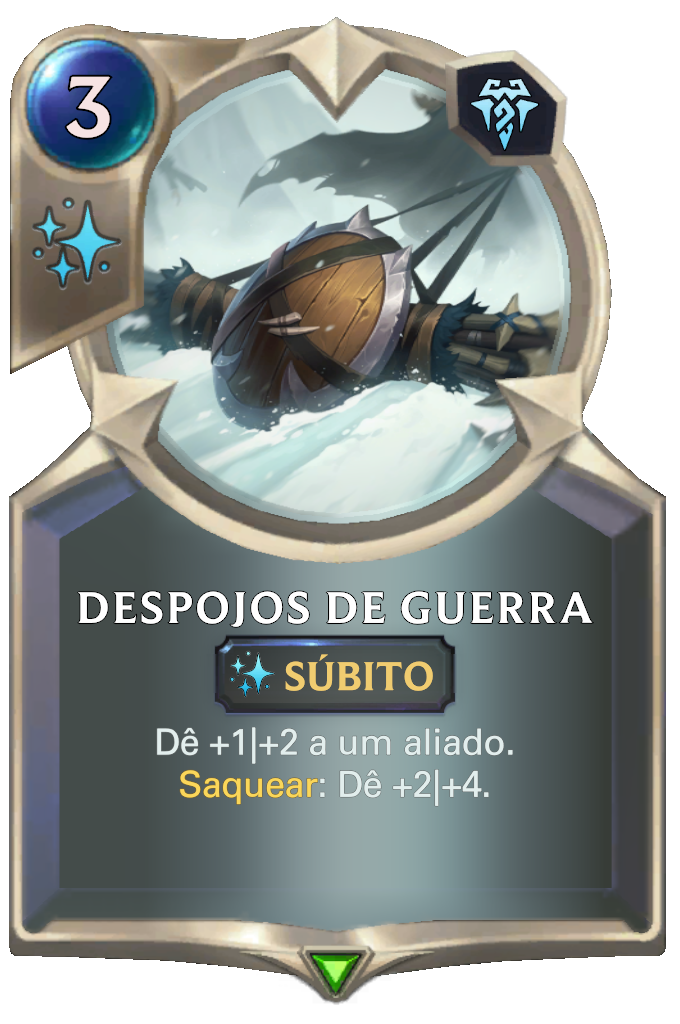 3
DESPOJOS DE GUERRA
SÚBITO
Dê +1|+2 a um aliado.
Saquear: Dê +2|+4.